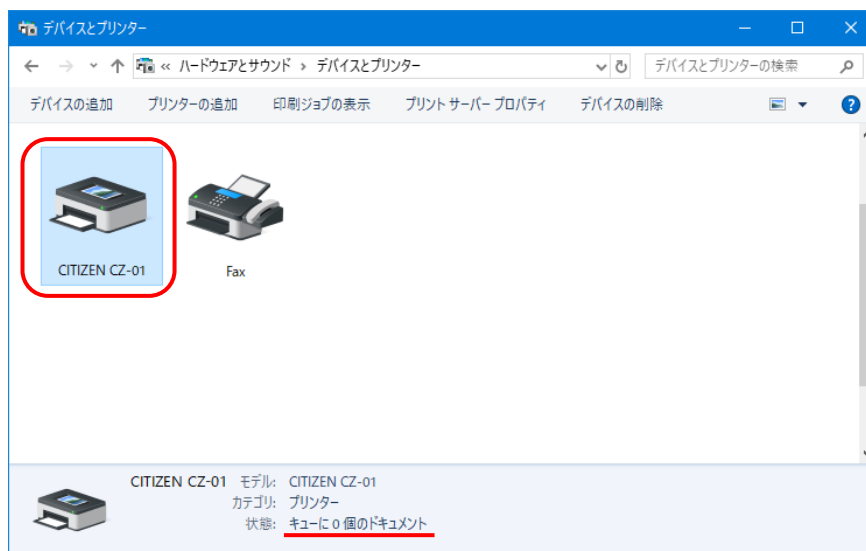 デバイスとプリンター
« ハードウェアとサウンド › デバイスとプリンター
デバイスとプリンターの検索
デバイスの追加 プリンターの追加 印刷ジョブの表示 プリント サーバー プロパティ デバイスの削除
?
CITIZEN CZ-01 Fax
CITIZEN CZ-01 モデル: CITIZEN CZ-01
カテゴリ: プリンター
状態: キューに 0 個のドキュメント